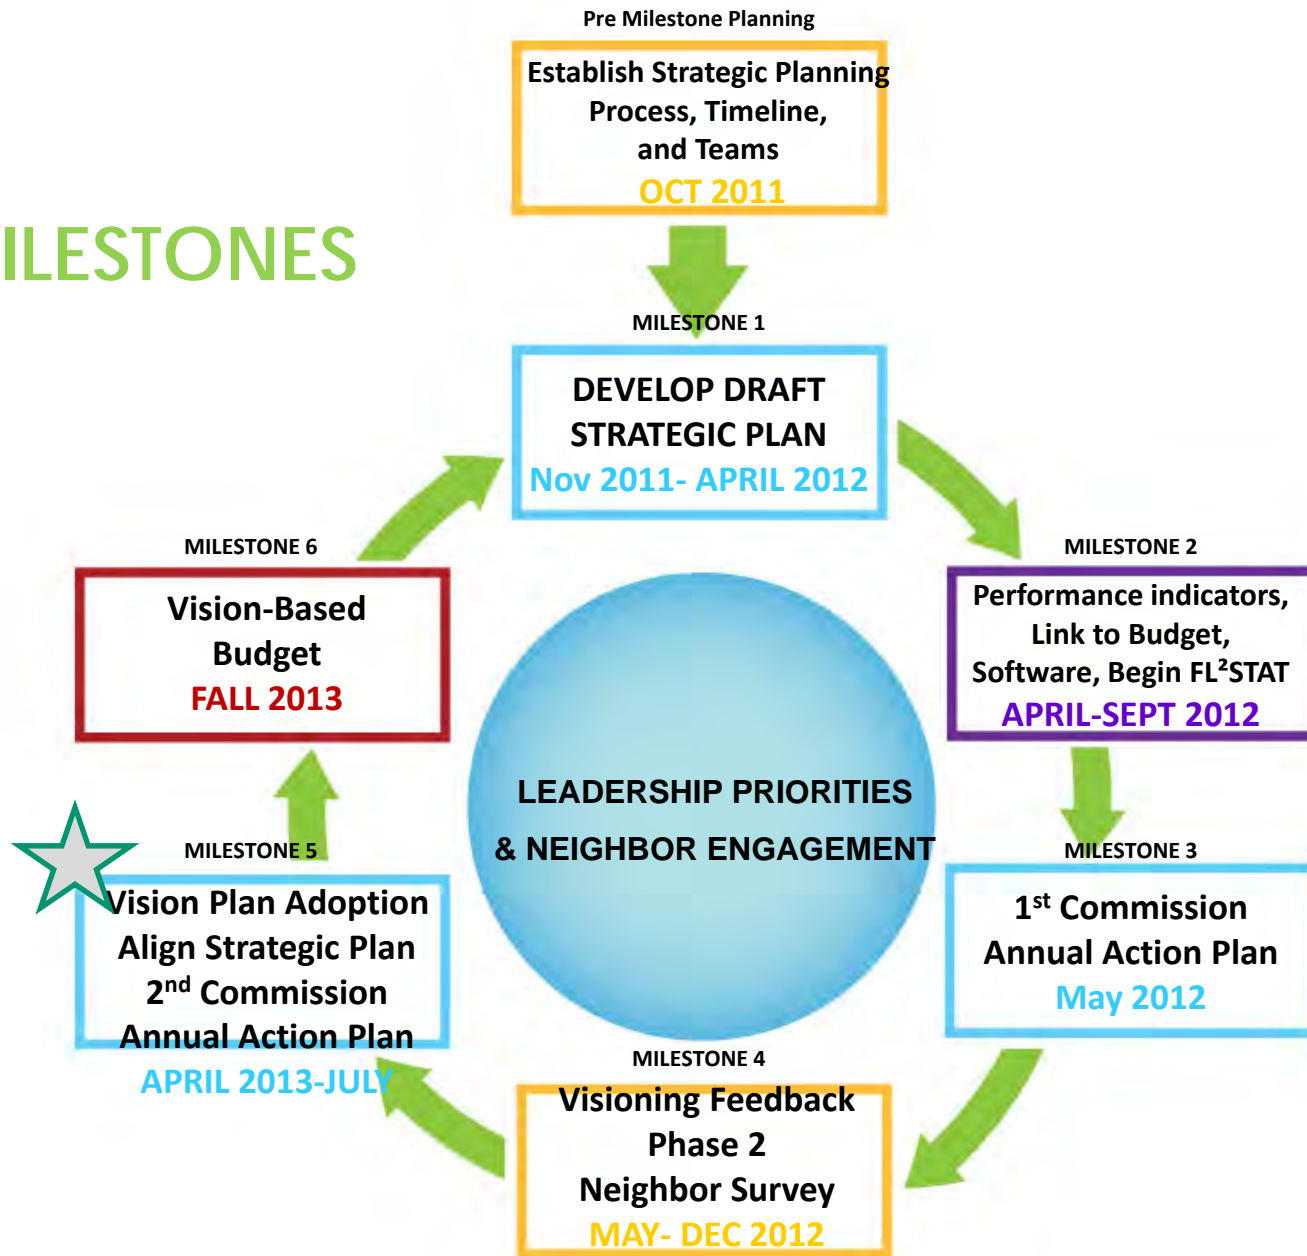 Pre Milestone Planning
Establish Strategic Planning
Process, Timeline,
and Teams
OCT 2011
ILESTONES
MILESTONE 1
DEVELOP DRAFT
STRATEGIC PLAN
Nov 2011- APRIL 2012
MILESTONE 2
Performance indicators,
Link to Budget,
Software, Begin FL²STAT
APRIL-SEPT 2012
MILESTONE 3
1st Commission
Annual Action Plan
May 2012
MILESTONE 4
Visioning Feedback
Phase 2
Neighbor Survey
MAY- DEC 2012
MILESTONE 5
Vision Plan Adoption
Align Strategic Plan
2nd Commission
Annual Action Plan
APRIL 2013-JULY
MILESTONE 6
Vision-Based
Budget
FALL 2013
LEADERSHIP PRIORITIES
& NEIGHBOR ENGAGEMENT